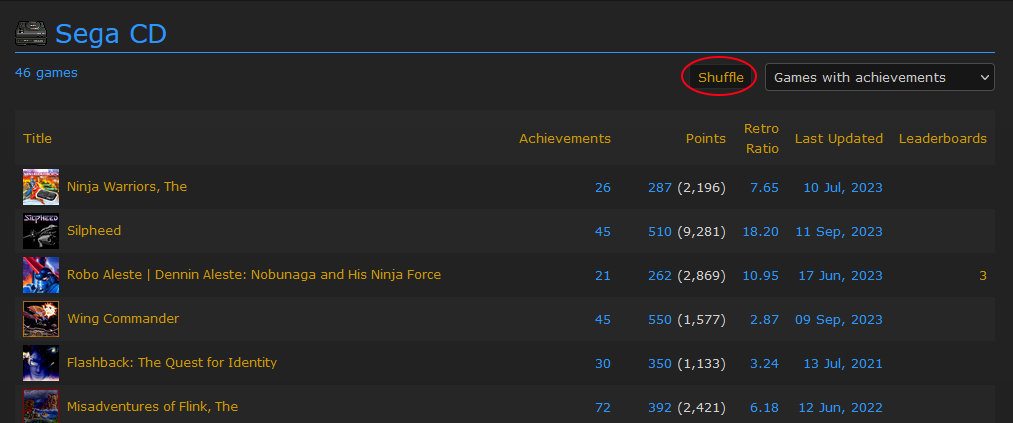 Sega CD
46 games
Shuffle Games with achievements
Title Achievements Points Retro Ratio Last Updated Leaderboards
SILPHEED
Ninja Warriors, The 26 287 (2,196) 7.65 10 Jul, 2023
Silpheed 45 510 (9,281) 18.20 11 Sep, 2023
Robo Aleste | Dennin Aleste: Nobunaga and His Ninja Force 21 262 (2,869) 10.95 17 Jun, 2023 3
Wing Commander 45 550 (1,577) 2.87 09 Sep, 2023
Flashback: The Quest for Identity 30 350 (1,133) 3.24 13 Jul, 2021
Misadventures of Flink, The 72 392 (2,421) 6.18 12 Jun, 2022